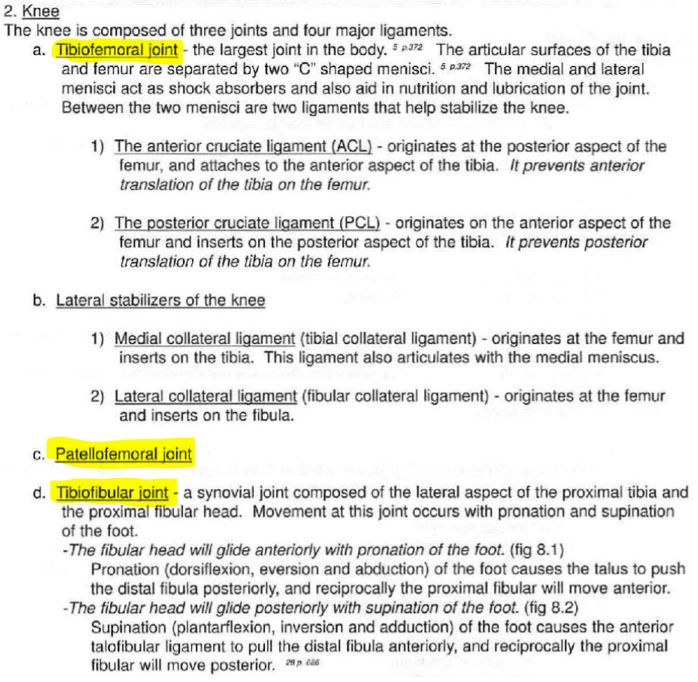 2. Knee
The knee is composed of three joints and four major ligaments.
a. Tibiofemoral joint - the largest joint in the body. 5 p.372 The articular surfaces of the tibia
and femur are separated by two "C" shaped menisci. 5 p.372 The medial and lateral
menisci act as shock absorbers and also aid in nutrition and lubrication of the joint.
Between the two menisci are two ligaments that help stabilize the knee.
1) The anterior cruciate ligament (ACL) - originates at the posterior aspect of the
femur, and attaches to the anterior aspect of the tibia. It prevents anterior
translation of the tibia on the femur.
2) The posterior cruciate ligament (PCL) - originates on the anterior aspect of the
femur and inserts on the posterior aspect of the tibia. It prevents posterior
translation of the tibia on the femur.
b. Lateral stabilizers of the knee
1) Medial collateral ligament (tibial collateral ligament) - originates at the femur and
inserts on the tibia. This ligament also articulates with the medial meniscus.
2) Lateral collateral ligament (fibular collateral ligament) - originates at the femur
and inserts on the fibula.
c. Patellofemoral joint
d. Tibiofibular joint - a synovial joint composed of the lateral aspect of the proximal tibia and
the proximal fibular head. Movement at this joint occurs with pronation and supination
of the foot.
-The fibular head will glide anteriorly with pronation of the foot. (fig 8.1)
Pronation (dorsiflexion, eversion and abduction) of the foot causes the talus to push
the distal fibula posteriorly, and reciprocally the proximal fibular will move anterior.
-The fibular head will glide posteriorly with supination of the foot. (fig 8.2)
Supination (plantarflexion, inversion and adduction) of the foot causes the anterior
talofibular ligament to pull the distal fibula anteriorly, and reciprocally the proximal
fibular will move posterior.